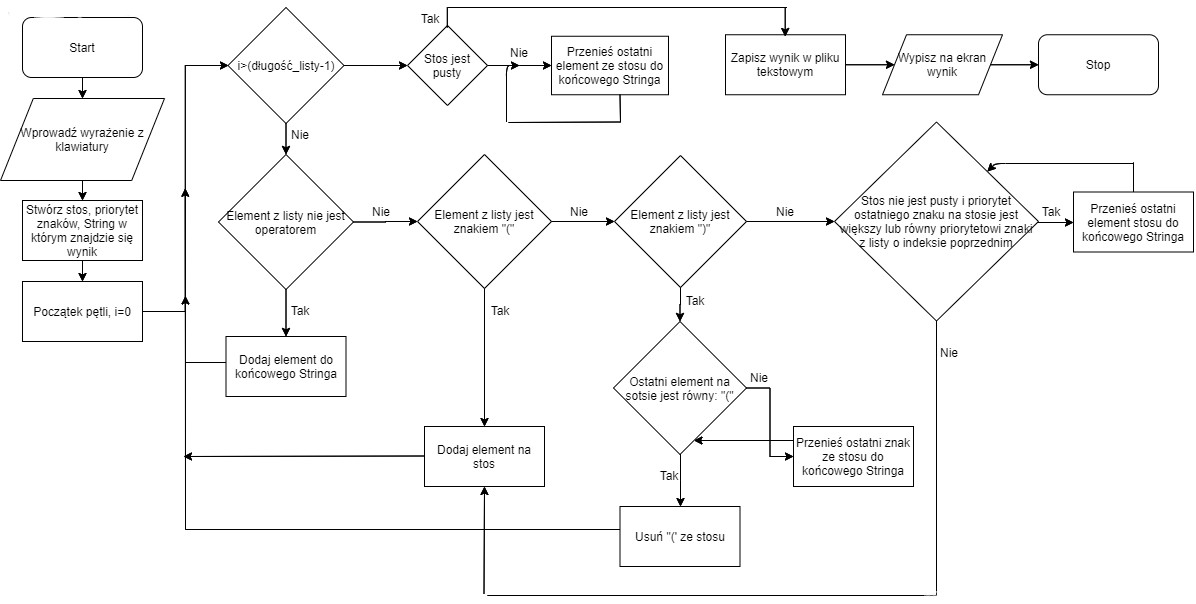 Start
Wprowadź wyrażenie z
klawiatury
Stwórz stos, priorytet
znaków, String w
którym znajdzie się
wynik
Początek pętli, i=0
i>(długość_listy-1)
Nie
Stos jest
pusty
Tak
Nie
Przenieś ostatni
element ze stosu do
końcowego Stringa
Zapisz wynik w pliku
tekstowym
Wypisz na ekran
wynik
Stop
Element z listy nie jest
operatorem
Nie
Tak
Dodaj element do
końcowego Stringa
Element z listy jest
znakiem "("
Nie
Tak
Dodaj element na
stos
Element z listy jest
znakiem ")"
Nie
Tak
Ostatni element na
sotsie jest równy: "("
Nie
Przenieś ostatni znak
ze stosu do
końcowego Stringa
Tak
Usuń "(' ze stosu
Stos nie jest pusty i priorytet
ostatniego znaku na stosie jest
większy lub równy priorytetowi znaki
z listy o indeksie poprzednim
Tak
Przenieś ostatni
element stosu do
końcowego Stringa
Nie